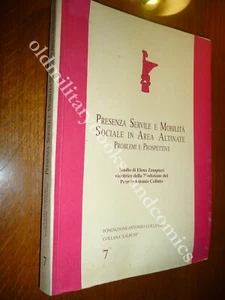 PRESENZA SERVILE E MOBILITÀ
SOCIALE IN AREA ALTINATE
PROBLEMI E PROSPETTIVE
Studio di Elena Zampieri
vincitrice della 7ª edizione del
Premio Antonio Colluto
FONDAZIONE ANTONIO COLLUTO
COLLANA "L'ALBUM"
7
7
oldmilitarybooksandcomics